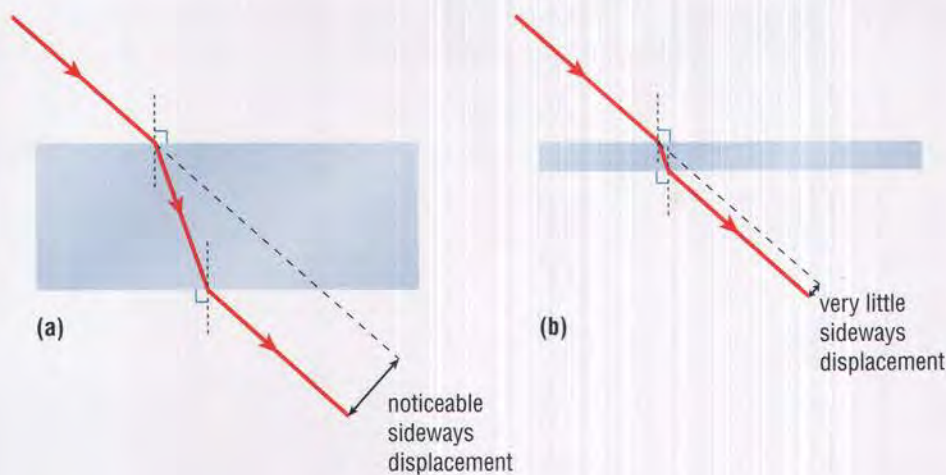 (a)
noticeable
sideways
displacement
(b)
very little
sideways
displacement